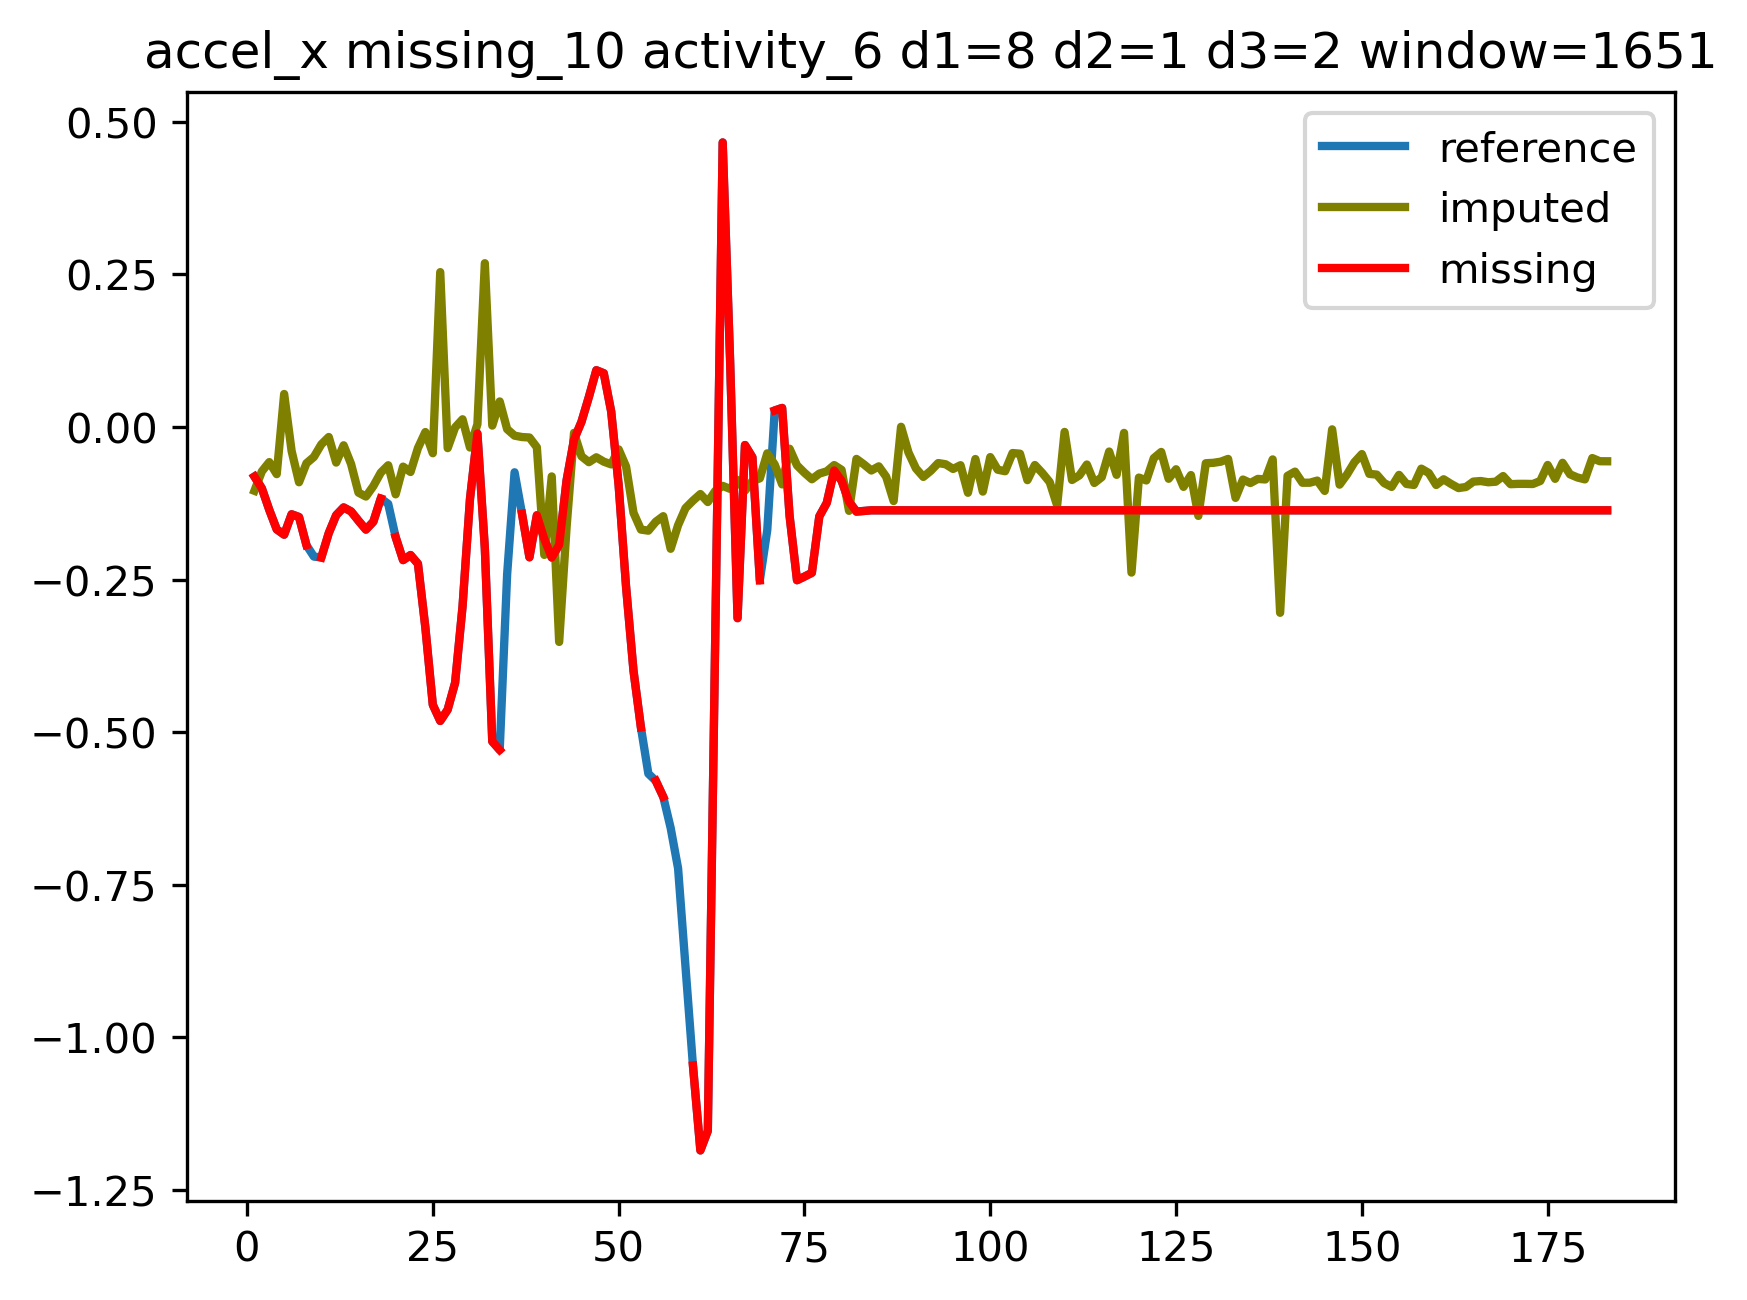 accel_x missing_10 activity_6 d1=8 d2=1 d3=2 window=1651
reference
imputed
missing
0.50
0.25
0.00
−0.25
−0.50
−0.75
−1.00
−1.25
0 25 50 75 100 125 150 175